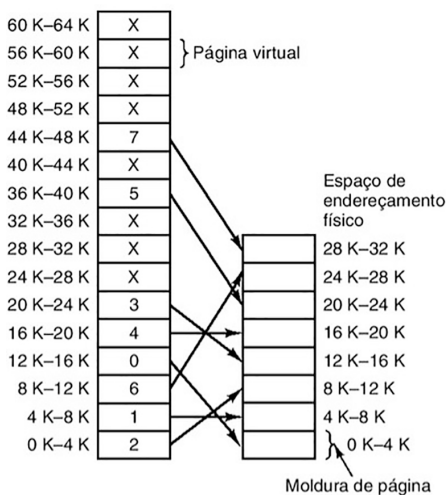 60 K–64 K X
56 K–60 K X } Página virtual
52 K–56 K X
48 K–52 K X
44 K–48 K 7
40 K–44 K X
36 K–40 K 5
32 K–36 K X
28 K–32 K X
24 K–28 K X
20 K–24 K 3
16 K–20 K 4
12 K–16 K 0
8 K–12 K 6
4 K–8 K 1
0 K–4 K 2
Espaço de
endereçamento
físico
28 K–32 K
24 K–28 K
20 K–24 K
16 K–20 K
12 K–16 K
8 K–12 K
4 K–8 K
} 0 K–4 K
Moldura de página